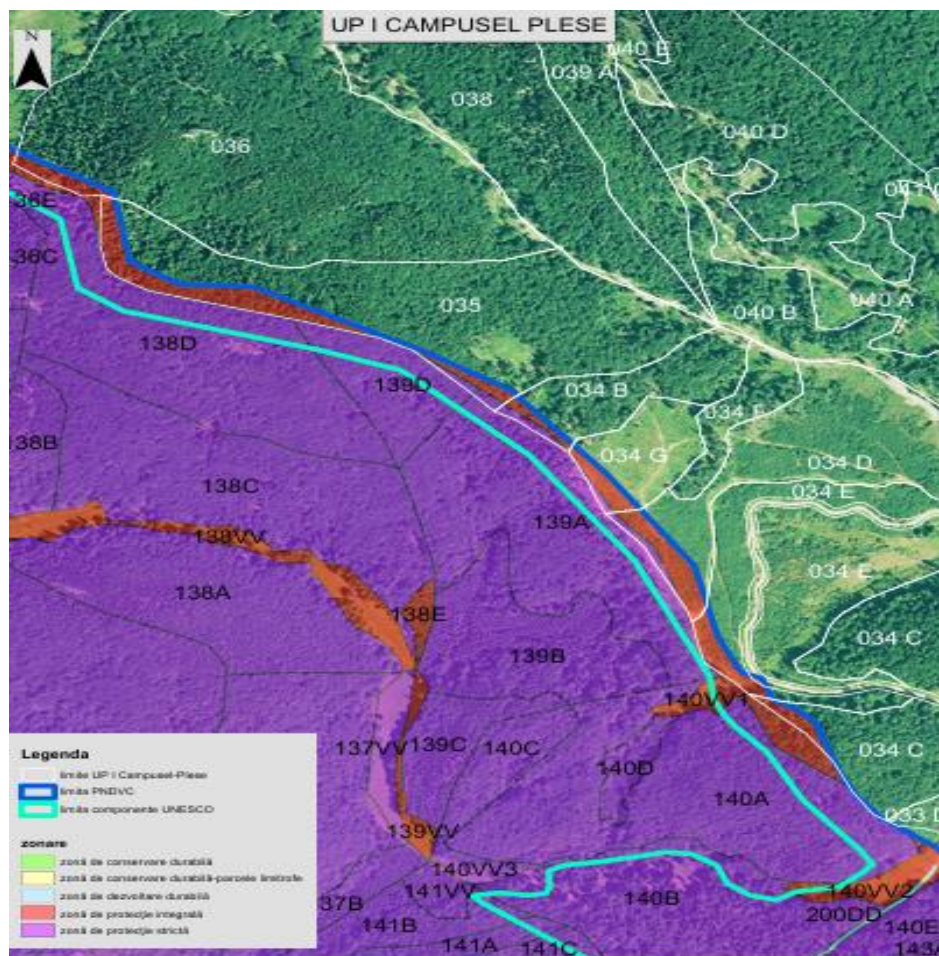 UP I CAMPUSEL PLESE
N
040 E
039 A
038
040 D
036
138C
035
040 B
040 A
138D
139D
034 B
034 F
138B
034 G
034 D
138C
034 E
139A
138VV
034 E
138A
138E
034 C
139B
140VV1
137VV
139C
140C
034 C
140D
140A
139VV
140VV3
141VV
140B
140VV2
200DD
37B
141B
140E
141A
141C
Legenda
limite UP I Campusel-Plese
limita PNDVC
limita componente UNESCO
zonare
zonă de conservare durabilă
zonă de conservare durabilă-parcele limitrofe
zonă de dezvoltare durabilă
zonă de protecție integrală
zonă de protecție strictă